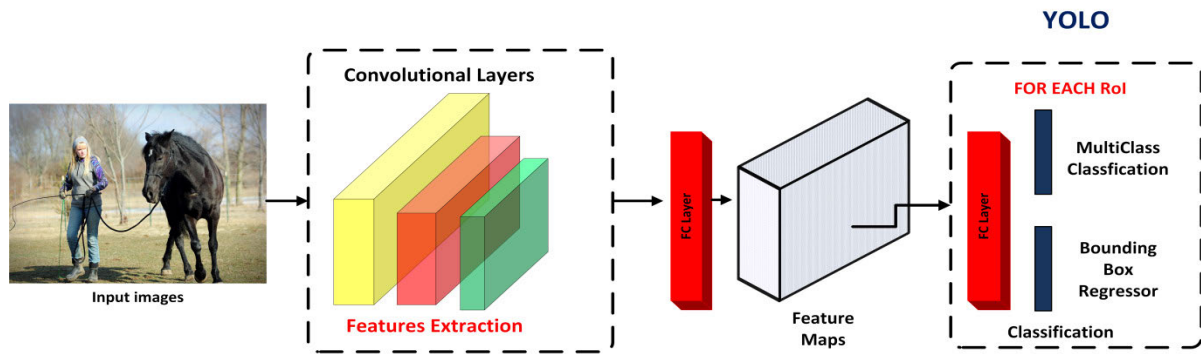 YOLO
Convolutional Layers
Features Extraction
Input images
FC Layer
Feature
Maps
FOR EACH RoI
FC Layer
MultiClass
Classfication
Bounding
Box
Regressor
Classification